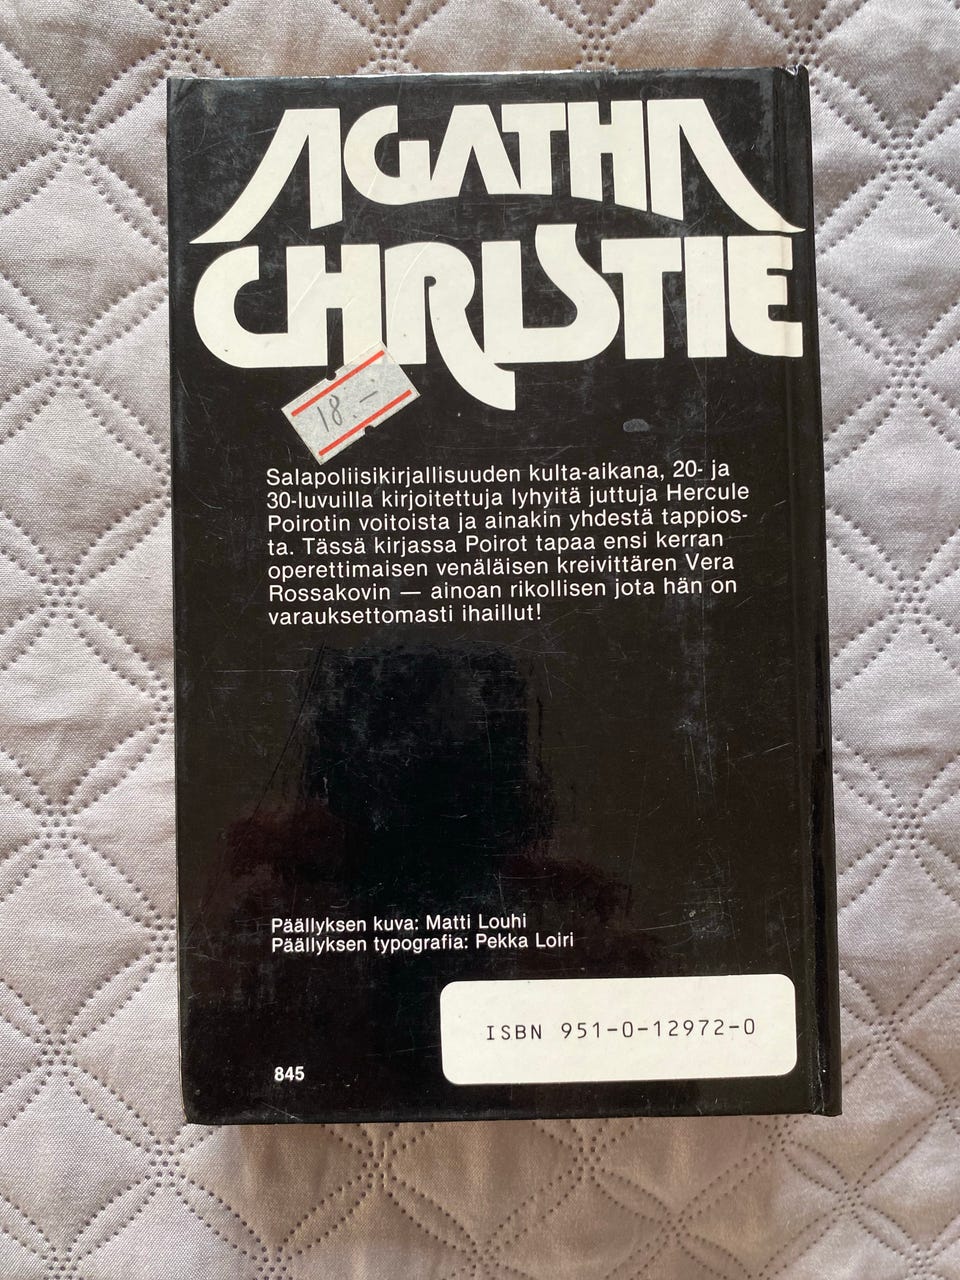 AGATHA
CHRISTIE
18.-
Salapoliisikirjallisuuden kulta-aikana, 20- ja
30-luvuilla kirjoitettuja lyhyitä juttuja Hercule
Poirotin voitoista ja ainakin yhdestä tappios-
ta. Tässä kirjassa Poirot tapaa ensi kerran
operettimaisen venäläisen kreivittären Vera
Rossakovin — ainoan rikollisen jota hän on
varauksettomasti ihaillut!
Päällyksen kuva: Matti Louhi
Päällyksen typografia: Pekka Loiri
ISBN 951-0-12972-0
845